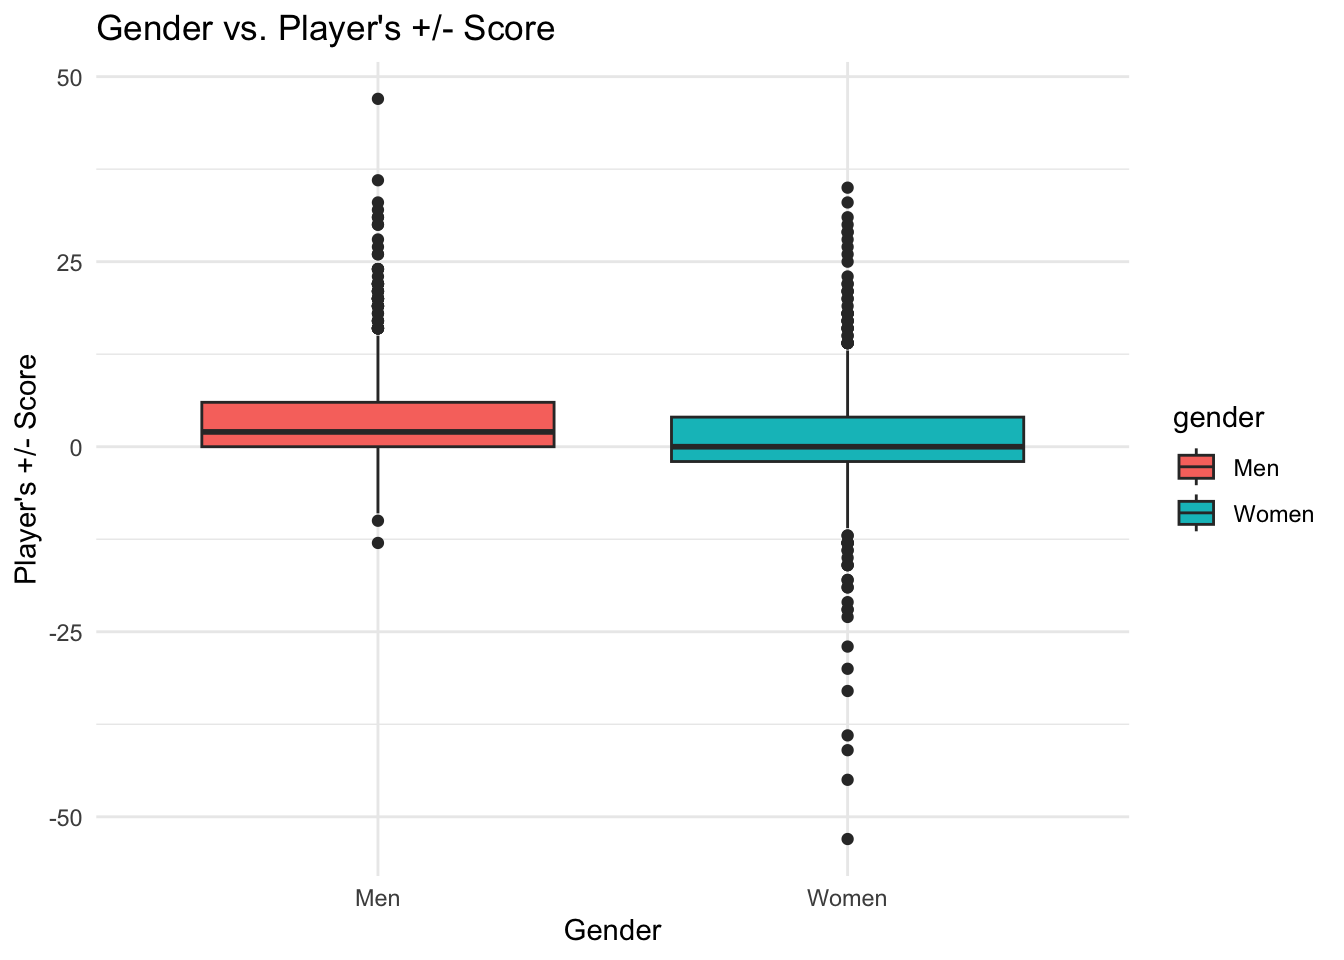 Gender vs. Player's +/- Score
50
25
0
-25
-50
Player's +/- Score
Men
Women
Gender
gender
Men
Women